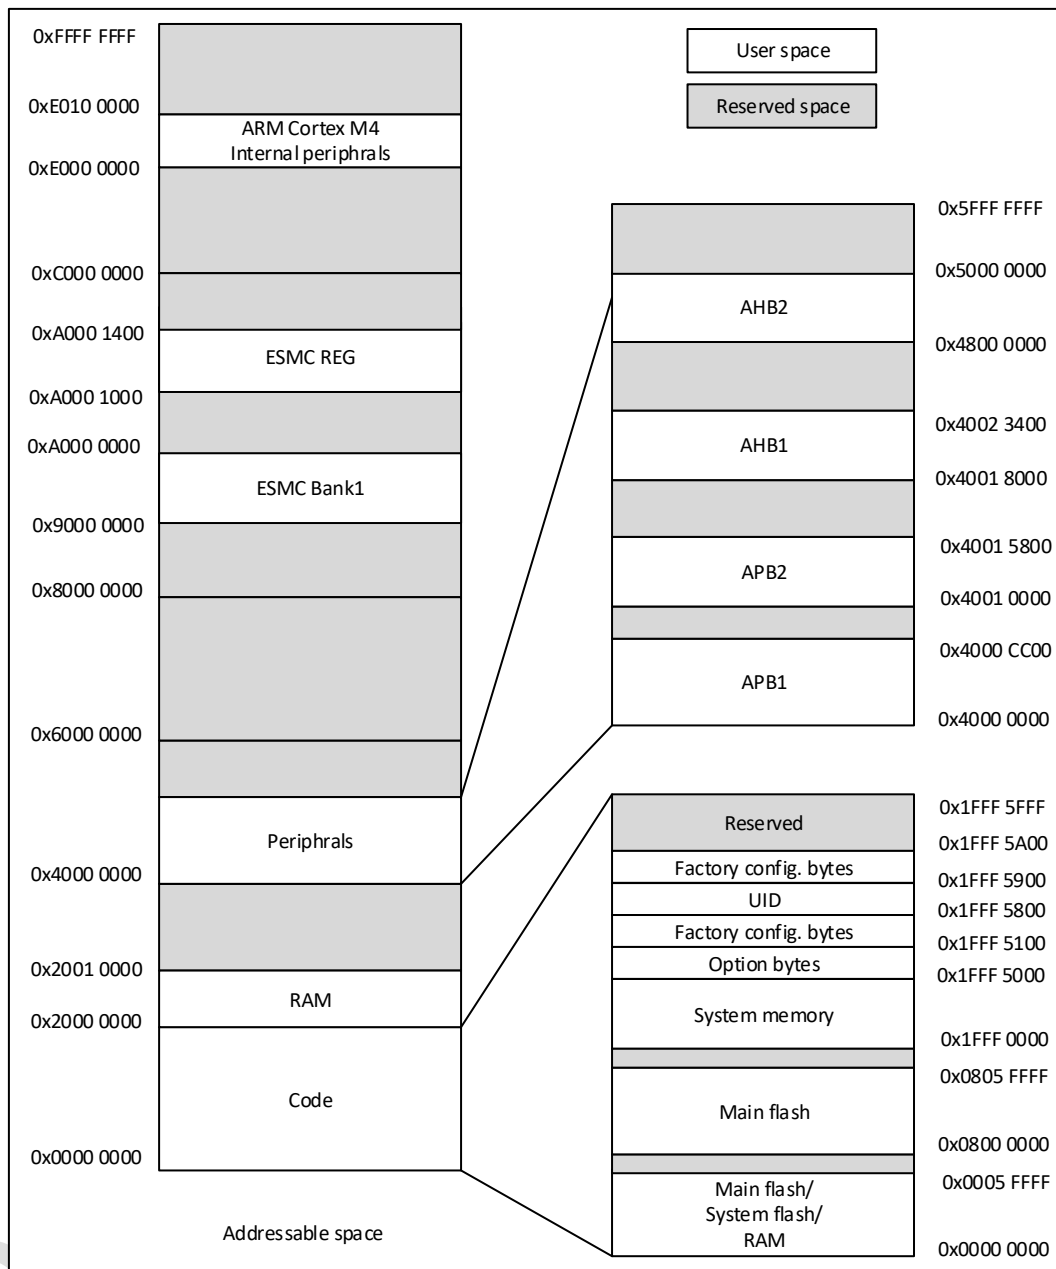 0xFFFF FFFF
0xE010 0000
ARM Cortex M4
Internal periphrals
0xE000 0000
0xC000 0000
0xA000 1400
ESMC REG
0xA000 1000
0xA000 0000
ESMC Bank1
0x9000 0000
0x8000 0000
0x6000 0000
Periphrals
0x4000 0000
0x2001 0000
RAM
0x2000 0000
Code
0x0000 0000
Addressable space
User space
Reserved space
0x5FFF FFFF
0x5000 0000
AHB2
0x4800 0000
0x4002 3400
AHB1
0x4001 8000
0x4001 5800
APB2
0x4001 0000
0x4000 CC00
APB1
0x4000 0000
0x1FFF 5FFF
Reserved
0x1FFF 5A00
Factory config. bytes
0x1FFF 5900
UID
0x1FFF 5800
Factory config. bytes
0x1FFF 5100
Option bytes
0x1FFF 5000
System memory
0x1FFF 0000
0x0805 FFFF
Main flash
0x0800 0000
0x0005 FFFF
Main flash/
System flash/
RAM
0x0000 0000